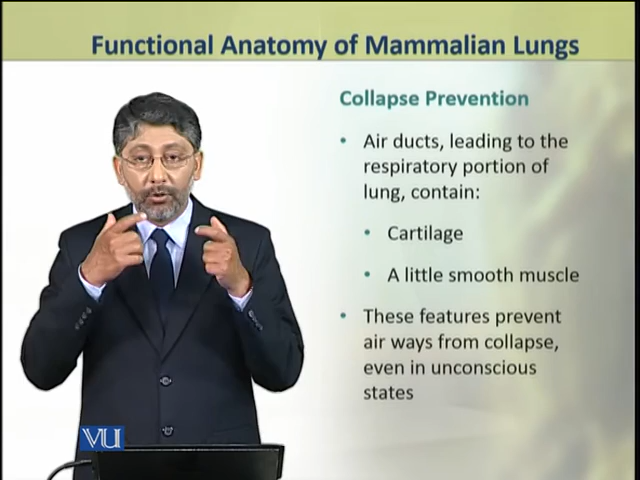 Functional Anatomy of Mammalian Lungs
Collapse Prevention
• Air ducts, leading to the
respiratory portion of
lung, contain:
• Cartilage
• A little smooth muscle
• These features prevent
air ways from collapse,
even in unconscious
states
VU